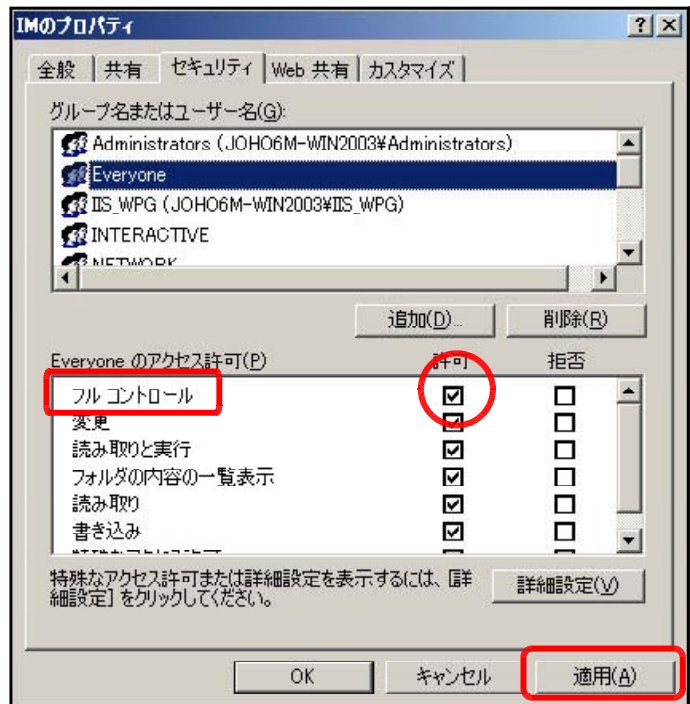 IMのプロパティ
全般 共有 セキュリティ Web 共有 カスタマイズ
グループ名またはユーザー名(G):
Administrators (JOHO6M-WIN2003¥Administrators)
Everyone
IIS_WPG (JOHO6M-WIN2003¥IIS_WPG)
INTERACTIVE
NETWORK
追加(D)... 削除(R)
Everyone のアクセス許可(P) 許可 拒否
フル コントロール
変更
読み取りと実行
フォルダの内容の一覧表示
読み取り
書き込み
特殊なアクセス許可または詳細設定を表示するには、[詳
細設定] をクリックしてください。
詳細設定(V)
OK キャンセル 適用(A)